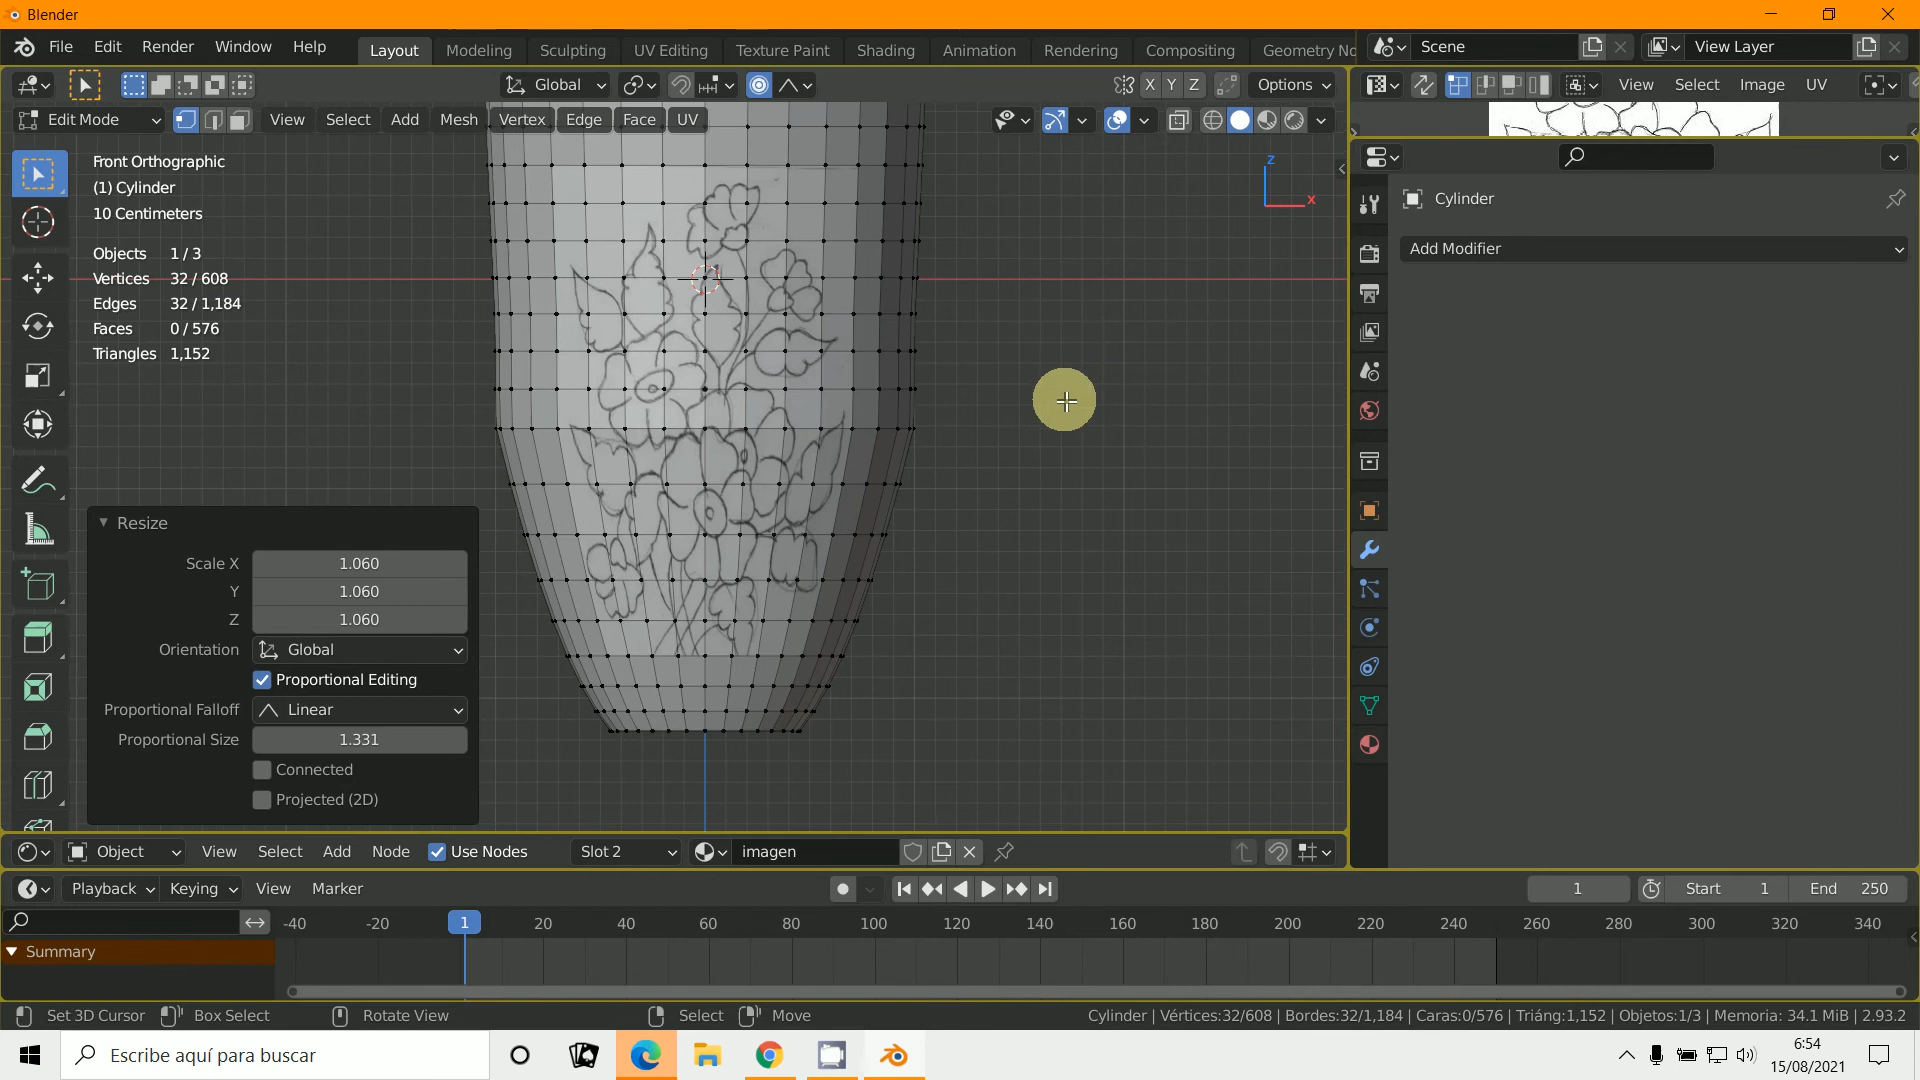 Blender
File Edit Render Window Help
Layout Modeling Sculpting UV Editing Texture Paint Shading Animation Rendering Compositing Geometry No
Scene View Layer
Global X Y Z Options View Select Image UV
Edit Mode View Select Add Mesh Vertex Edge Face UV
Front Orthographic
(1) Cylinder
10 Centimeters
Objects 1 / 3
Vertices 32 / 608
Edges 32 / 1,184
Faces 0 / 576
Triangles 1,152
z
x
Cylinder
Add Modifier
Resize
Scale X 1.060
Y 1.060
Z 1.060
Orientation Global
Proportional Editing
Proportional Falloff Linear
Proportional Size 1.331
Connected
Projected (2D)
Object View Select Add Node Use Nodes Slot 2 imagen
Playback Keying View Marker 1 Start 1 End 250
-40 -20 1 20 40 60 80 100 120 140 160 180 200 220 240 260 280 300 320 340
Summary
Set 3D Cursor Box Select Rotate View Select Move
Cylinder | Vértices:32/608 | Bordes:32/1,184 | Caras:0/576 | Triáng:1,152 | Objetos:1/3 | Memoria: 34.1 MiB | 2.93.2
Escribe aquí para buscar
6:54
15/08/2021